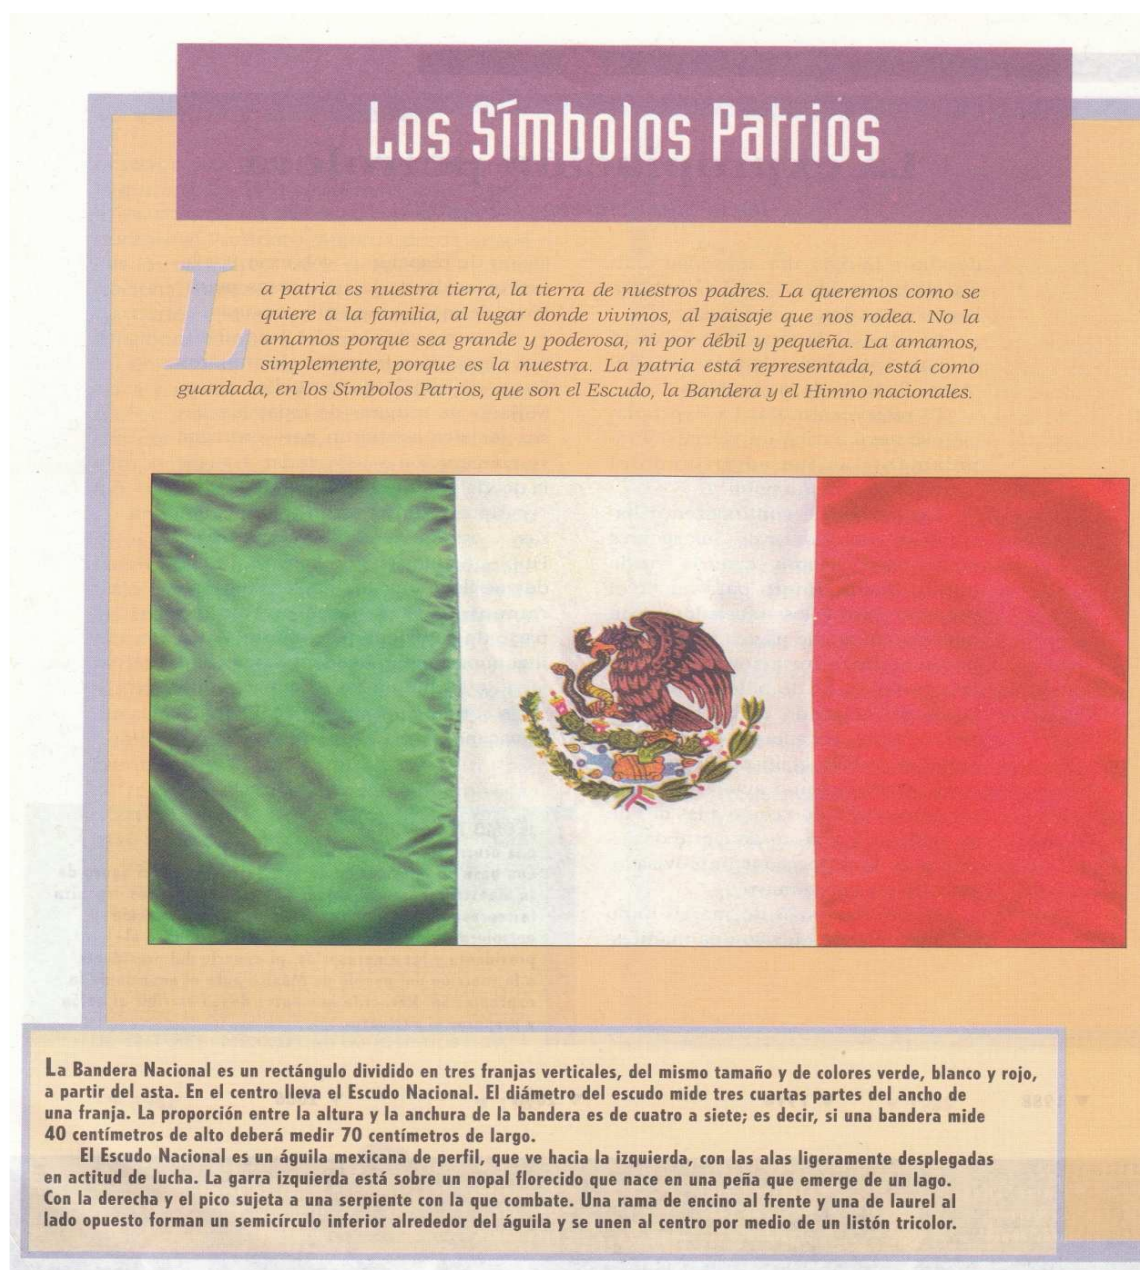 Los Símbolos Patrios
La patria es nuestra tierra, la tierra de nuestros padres. La queremos como se
quiere a la familia, al lugar donde vivimos, al paisaje que nos rodea. No la
amamos porque sea grande y poderosa, ni por débil y pequeña. La amamos,
simplemente, porque es la nuestra. La patria está representada, está como
guardada, en los Símbolos Patrios, que son el Escudo, la Bandera y el Himno nacionales.
La Bandera Nacional es un rectángulo dividido en tres franjas verticales, del mismo tamaño y de colores verde, blanco y rojo,
a partir del asta. En el centro lleva el Escudo Nacional. El diámetro del escudo mide tres cuartas partes del ancho de
una franja. La proporción entre la altura y la anchura de la bandera es de cuatro a siete; es decir, si una bandera mide
40 centímetros de alto deberá medir 70 centímetros de largo.
El Escudo Nacional es un águila mexicana de perfil, que ve hacia la izquierda, con las alas ligeramente desplegadas
en actitud de lucha. La garra izquierda está sobre un nopal florecido que nace en una peña que emerge de un lago.
Con la derecha y el pico sujeta a una serpiente con la que combate. Una rama de encino al frente y una de laurel al
lado opuesto forman un semicírculo inferior alrededor del águila y se unen al centro por medio de un listón tricolor.